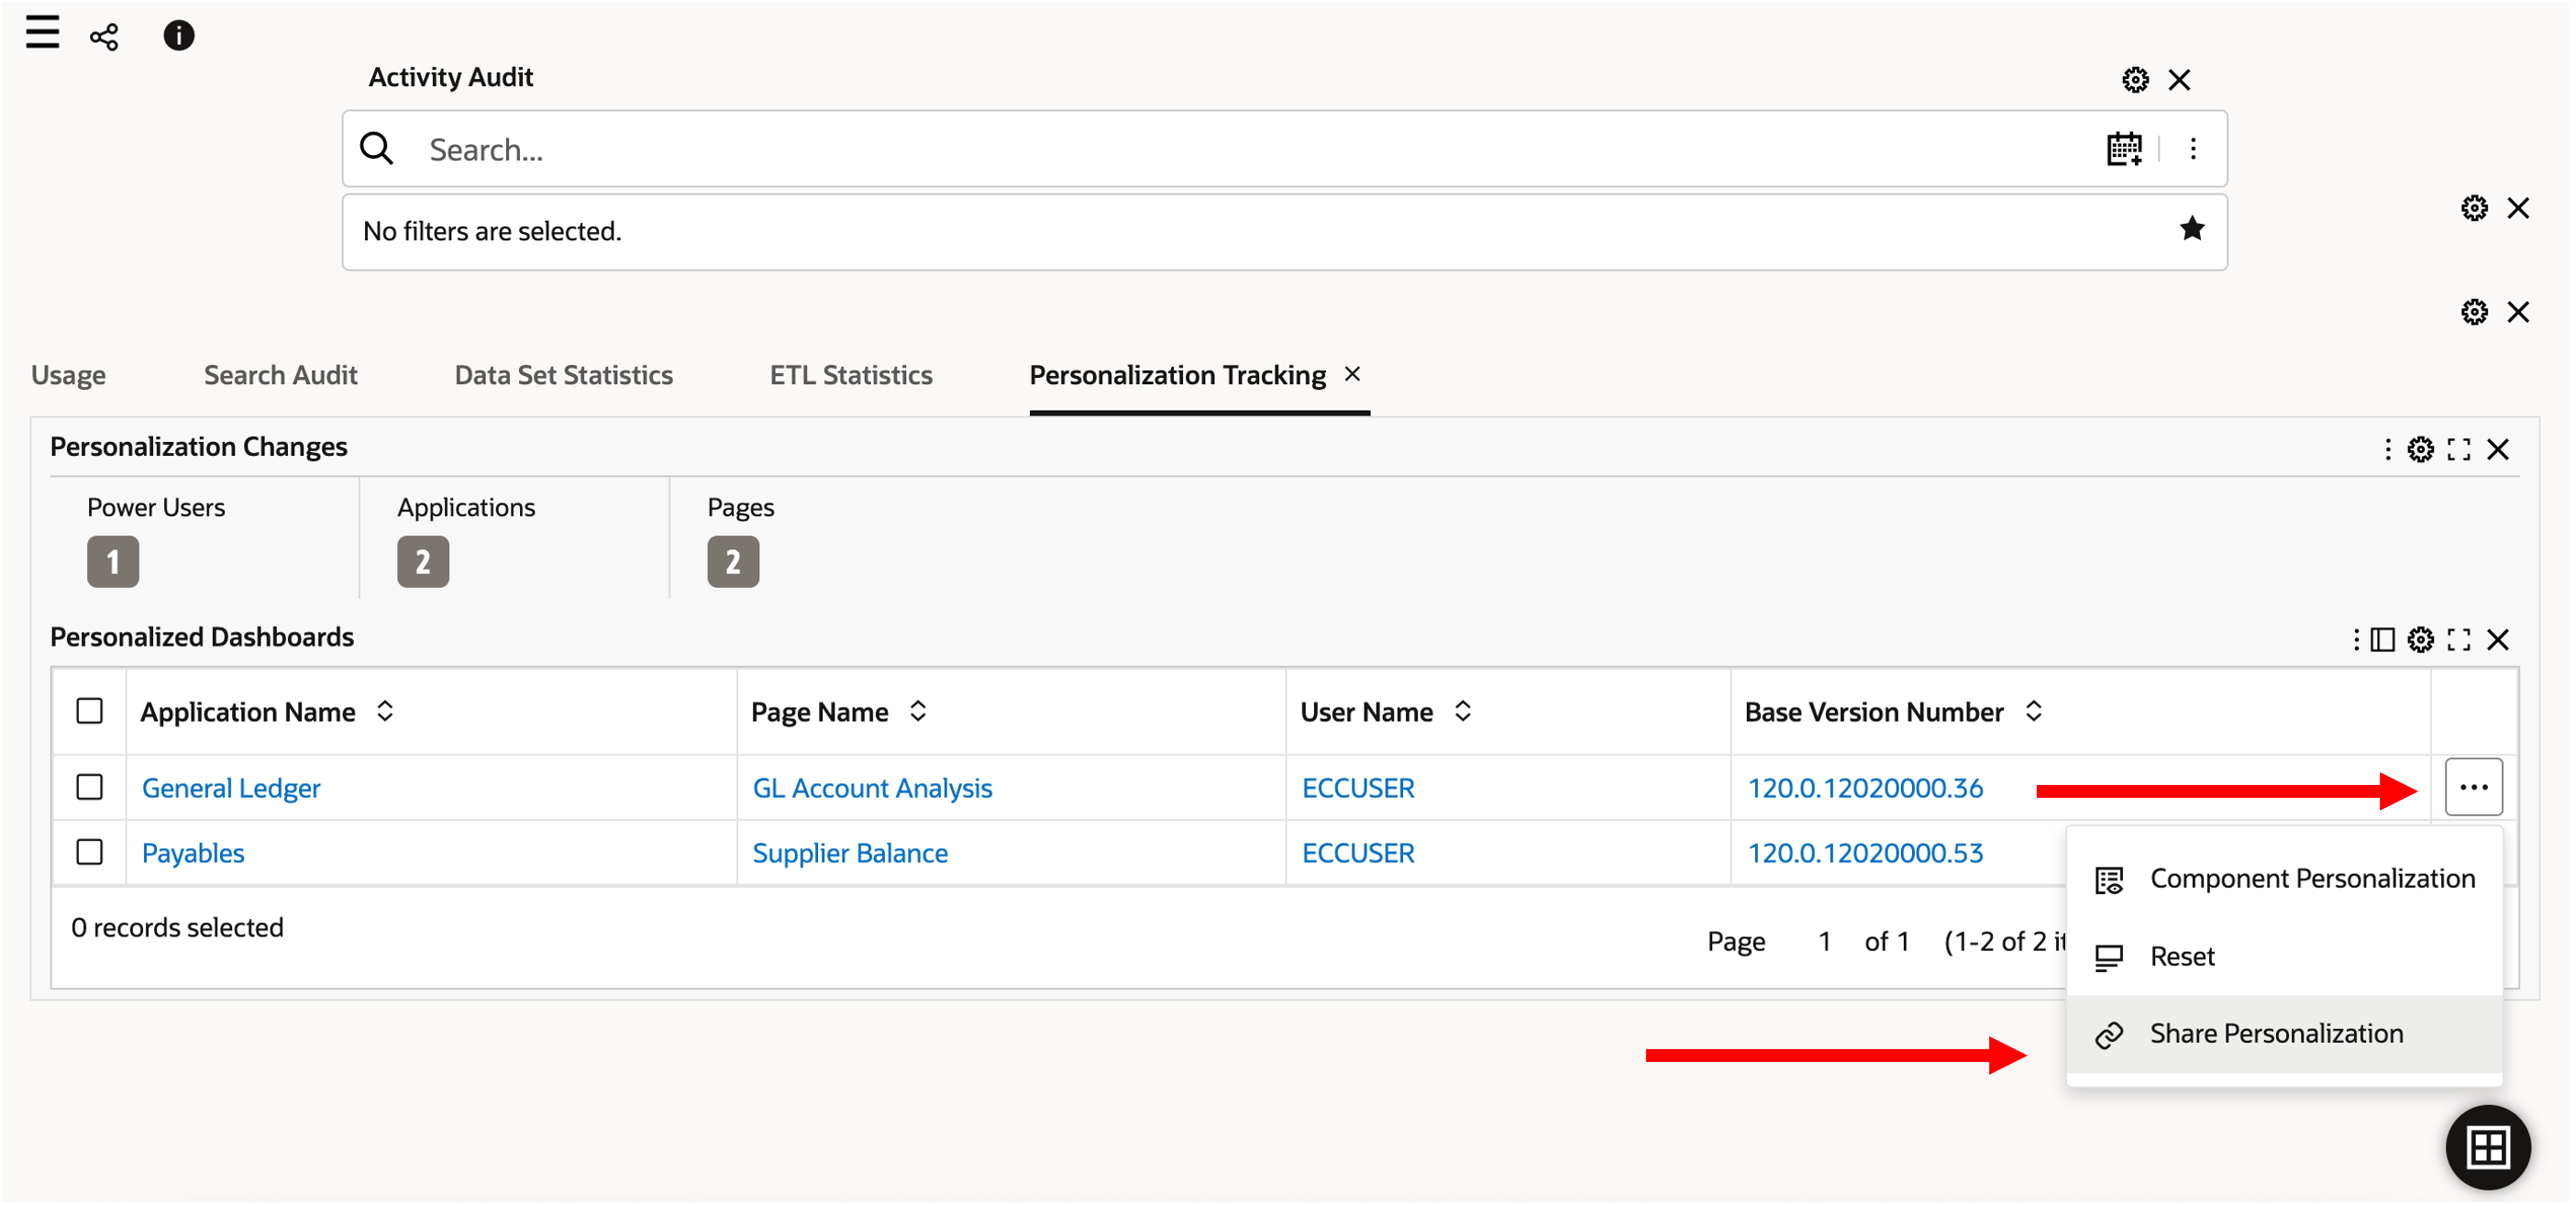 Activity Audit
Search...
No filters are selected.
Usage Search Audit Data Set Statistics ETL Statistics Personalization Tracking
Personalization Changes
Power Users Applications Pages
1 2 2
Personalized Dashboards
Application Name Page Name User Name Base Version Number
General Ledger GL Account Analysis ECCUSER 120.0.12020000.36
Payables Supplier Balance ECCUSER 120.0.12020000.53
Component Personalization
0 records selected Page 1 of 1 (1-2 of 2 it
Reset
Share Personalization